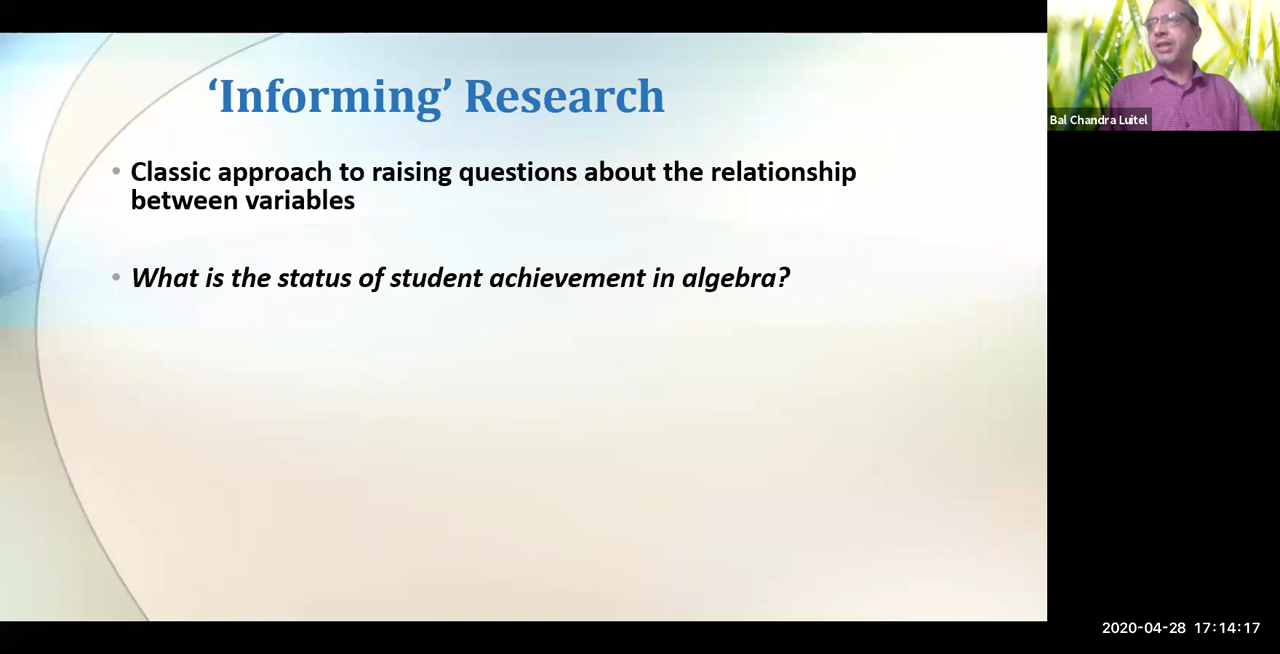 ‘Informing’ Research
• Classic approach to raising questions about the relationship
between variables
• What is the status of student achievement in algebra?
Bal Chandra Luitel
2020-04-28 17:14:17